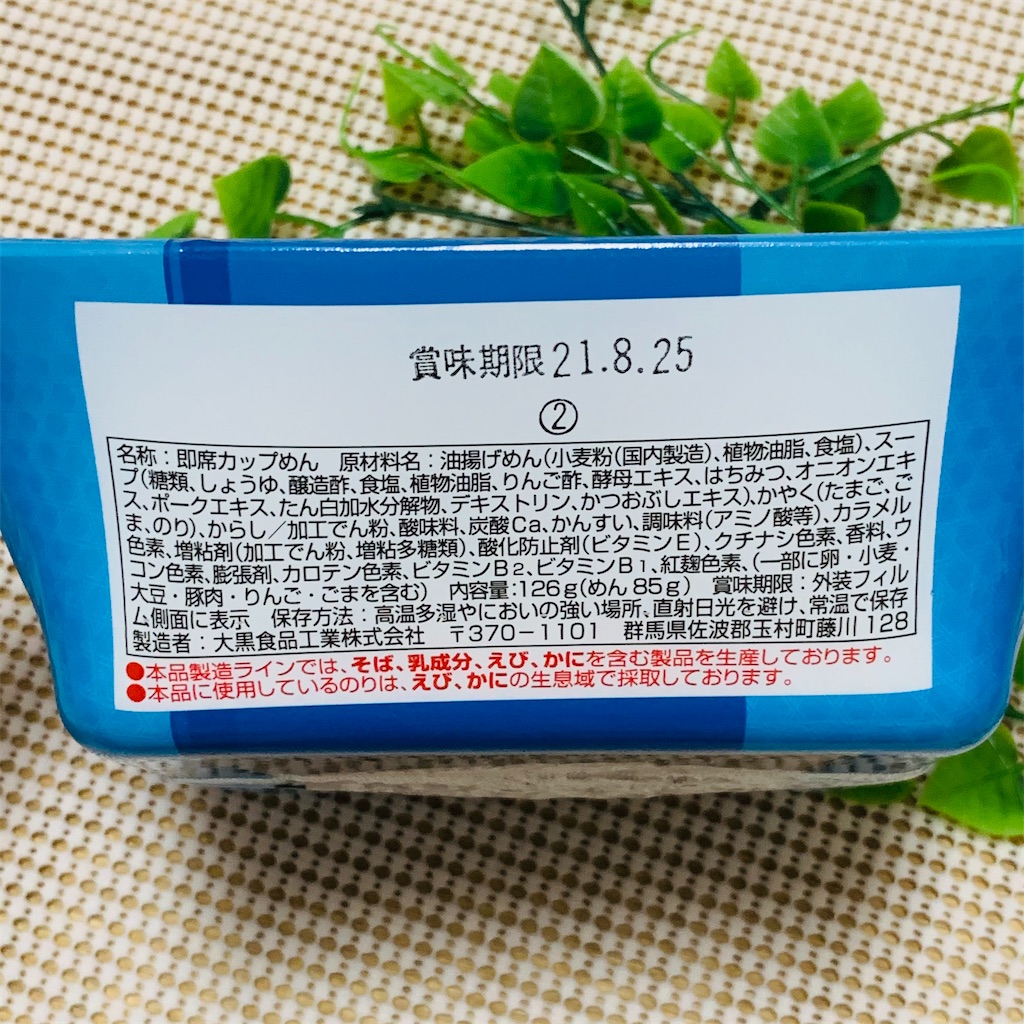 賞味期限21.8.25
②
名称：即席カップめん　原材料名：油揚げめん(小麦粉(国内製造)、植物油脂、食塩)、スー
プ(糖類、しょうゆ、醸造酢、食塩、植物油脂、りんご酢、酵母エキス、はちみつ、オニオンエキ
ス、ポークエキス、たん白加水分解物、デキストリン、かつおぶしエキス)、かやく(たまご、ご
ま、のり)、からし／加工でん粉、酸味料、炭酸Ca、かんすい、調味料(アミノ酸等)、カラメル
色素、増粘剤(加工でん粉、増粘多糖類)、酸化防止剤(ビタミンE)、クチナシ色素、香料、ウ
コン色素、膨張剤、カロテン色素、ビタミンB₂、ビタミンB₁、紅麹色素、(一部に卵・小麦・
大豆・豚肉・りんご・ごまを含む)　内容量:126g(めん85g)　賞味期限：外装フィル
ム側面に表示　保存方法：高温多湿やにおいの強い場所、直射日光を避け、常温で保存
製造者：大黒食品工業株式会社　〒370-1101　群馬県佐波郡玉村町藤川128
●本品製造ラインでは、そば、乳成分、えび、かにを含む製品を生産しております。
●本品に使用しているのりは、えび、かにの生息域で採取しております。